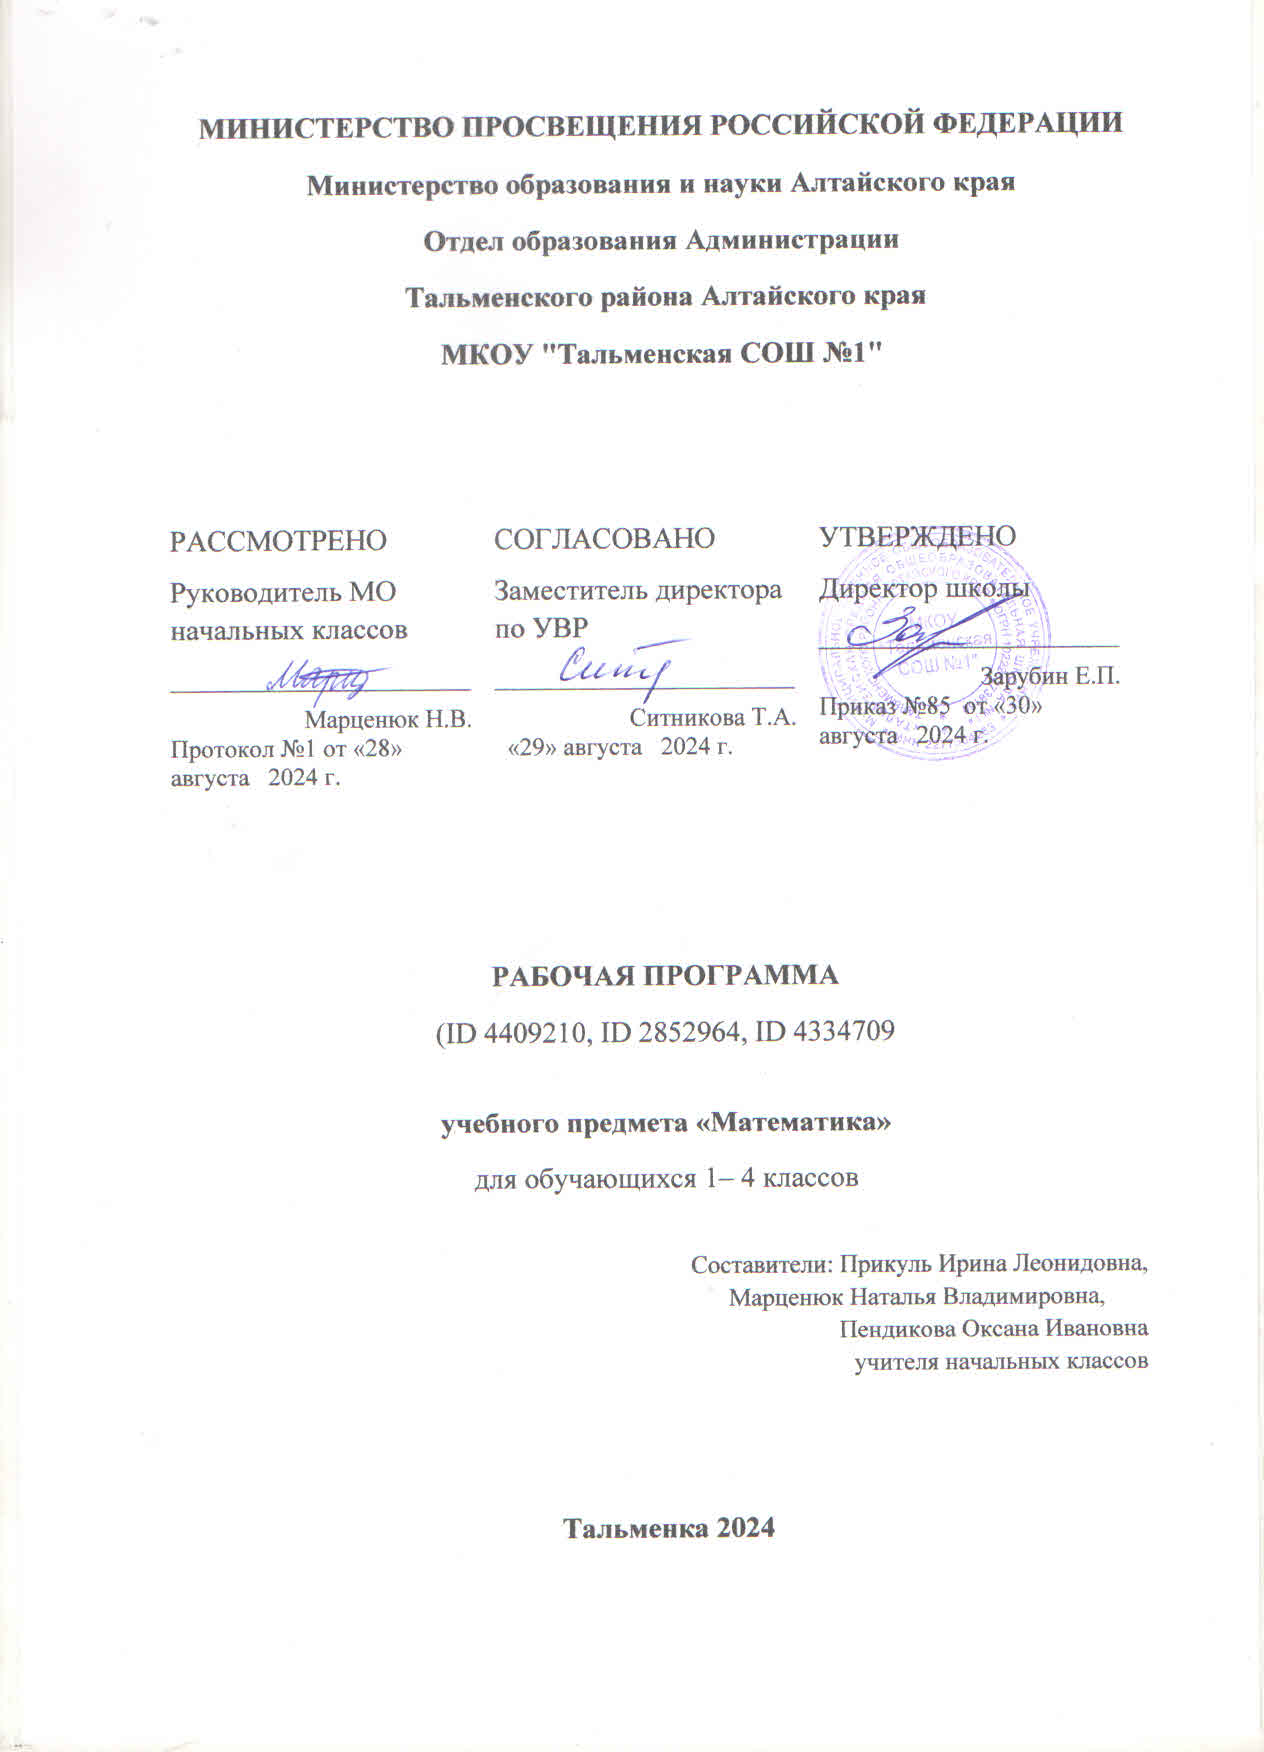 МИНИСТЕРСТВО ПРОСВЕЩЕНИЯ РОССИЙСКОЙ ФЕДЕРАЦИИ
Министерство образования и науки Алтайского края
Отдел образования Администрации
Тальменского района Алтайского края
МКОУ "Тальменская СОШ №1"
РАССМОТРЕНО
Руководитель МО
начальных классов
Марценюк Н.В.
Протокол №1 от «28»
августа 2024 г.
СОГЛАСОВАНО
Заместитель директора
по УВР
Ситникова Т.А.
«29» августа 2024 г.
УТВЕРЖДЕНО
Директор школы
МКОУ
Тальменская
СОШ №1"
Зарубин Е.П.
Приказ №85 от «30»
августа 2024 г.
РАБОЧАЯ ПРОГРАММА
(ID 4409210, ID 2852964, ID 4334709
учебного предмета «Математика»
для обучающихся 1– 4 классов
Составители: Прикуль Ирина Леонидовна,
Марценюк Наталья Владимировна,
Пендикова Оксана Ивановна
учителя начальных классов
Тальменка 2024